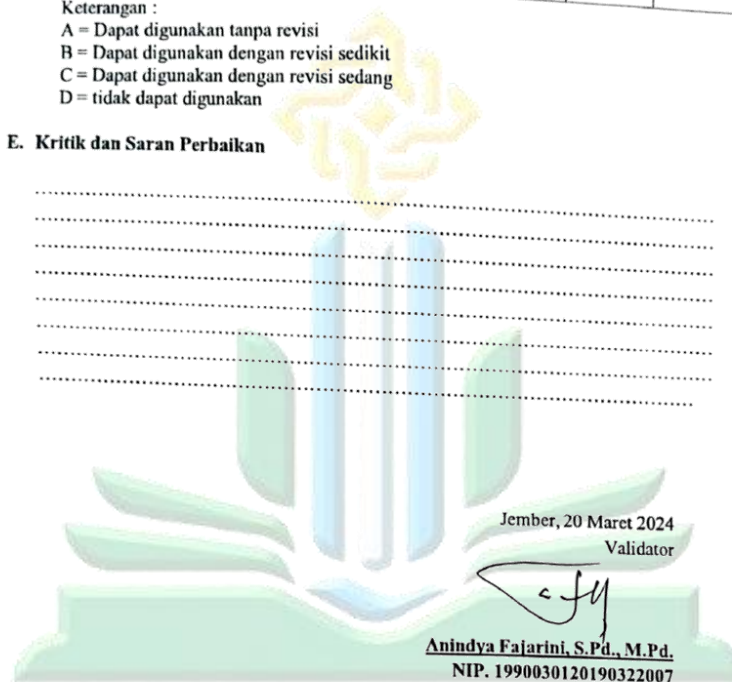 Keterangan :
A = Dapat digunakan tanpa revisi
B = Dapat digunakan dengan revisi sedikit
C = Dapat digunakan dengan revisi sedang
D = tidak dapat digunakan
E. Kritik dan Saran Perbaikan
Jember, 20 Maret 2024
Validator
Anindya Fajarini, S.Pd., M.Pd.
NIP. 1990030120190322007